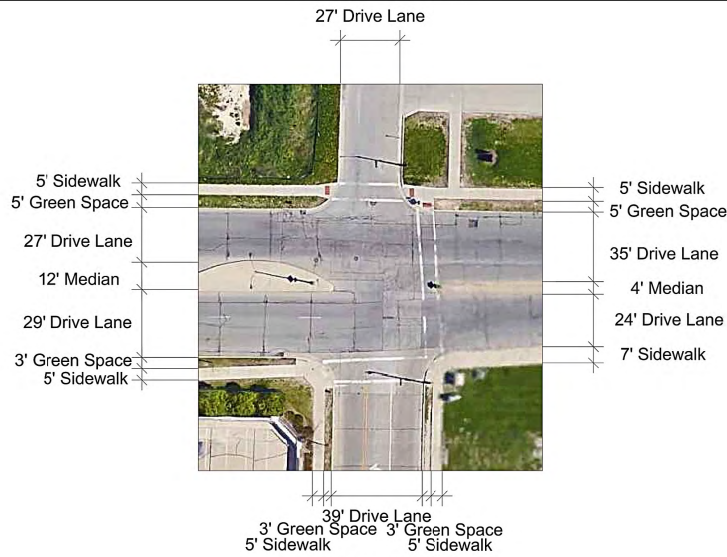 27' Drive Lane
5' Sidewalk
5' Green Space
27' Drive Lane
12' Median
29' Drive Lane
3' Green Space
5' Sidewalk
5' Sidewalk
5' Green Space
35' Drive Lane
4' Median
24' Drive Lane
7' Sidewalk
39' Drive Lane
3' Green Space 3' Green Space
5' Sidewalk 5' Sidewalk